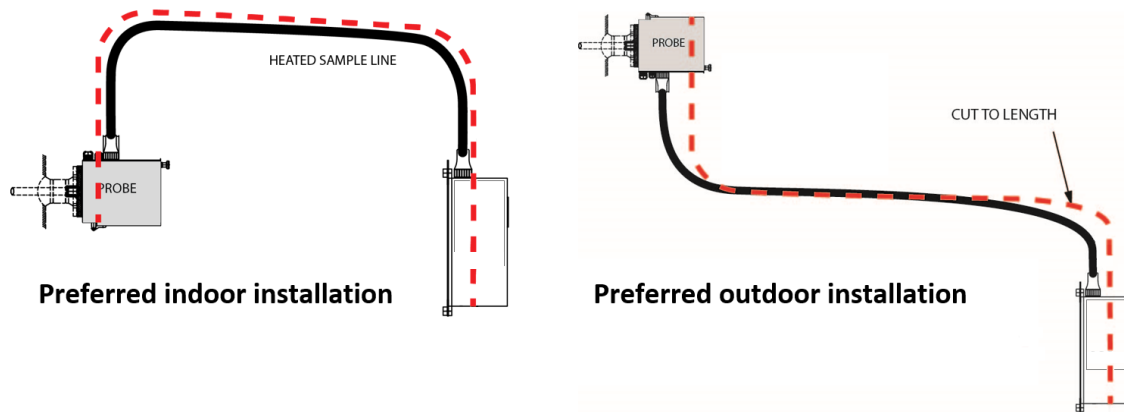 HEATED SAMPLE LINE
PROBE
Preferred indoor installation
PROBE
CUT TO LENGTH
Preferred outdoor installation